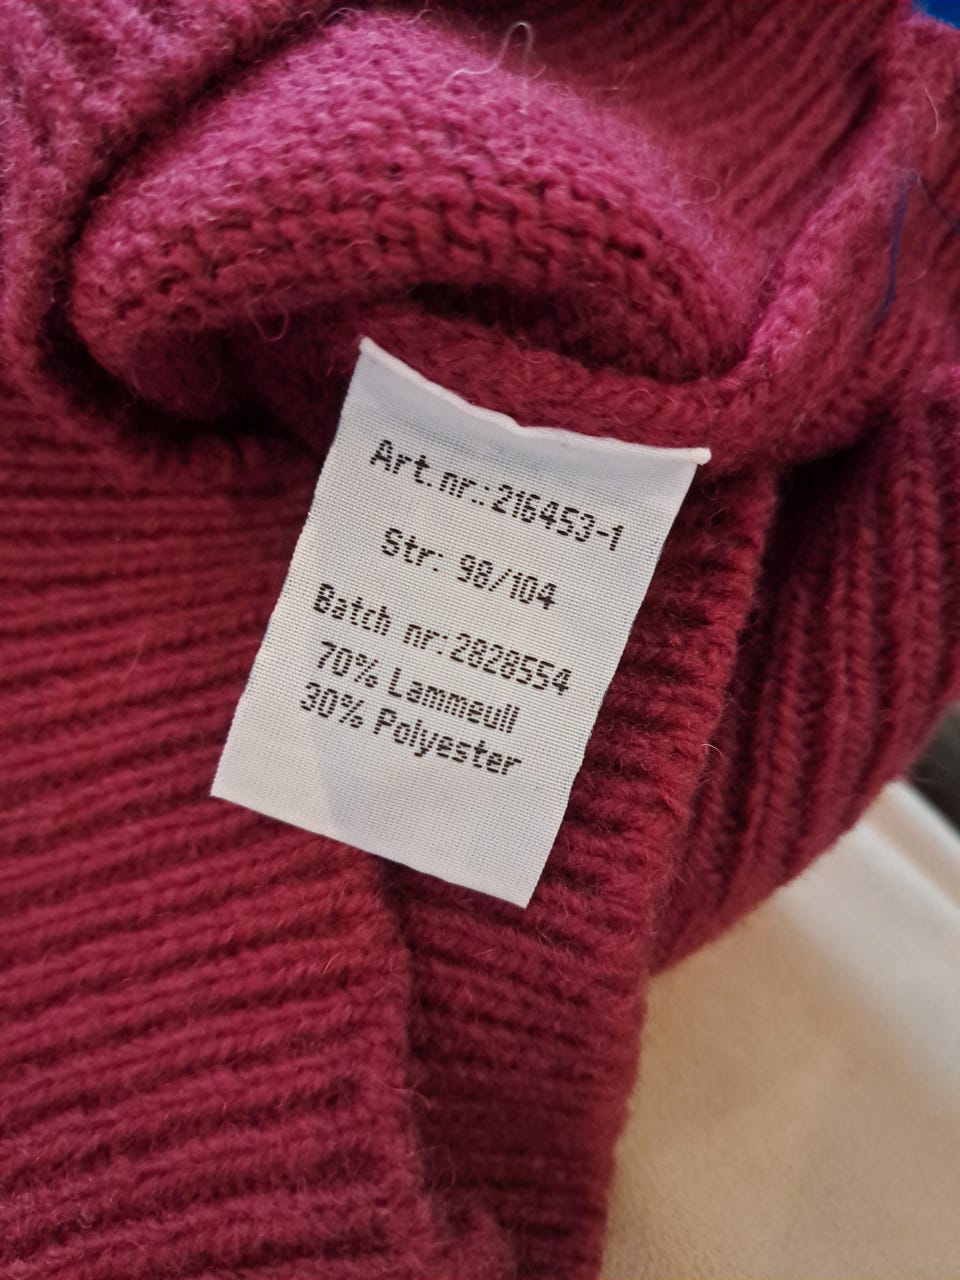 Art.nr.:216453-1
Str: 98/104
Batch nr:2828554
70% Lammeull
30% Polyester